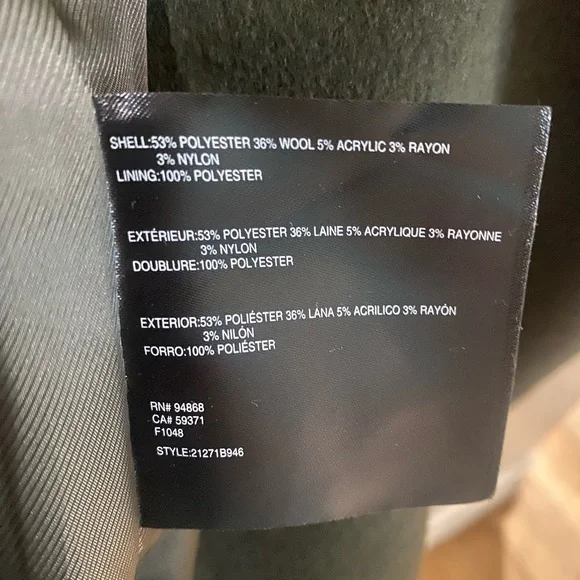 SHELL:53% POLYESTER 36% WOOL 5% ACRYLIC 3% RAYON
3% NYLON
LINING:100% POLYESTER
EXTÉRIEUR:53% POLYESTER 36% LAINE 5% ACRYLIQUE 3% RAYONNE
3% NYLON
DOUBLURE:100% POLYESTER
EXTERIOR:53% POLIÉSTER 36% LANA 5% ACRILICO 3% RAYÓN
3% NILÓN
FORRO:100% POLIÉSTER
RN# 94868
CA# 59371
F1048
STYLE:21271B946